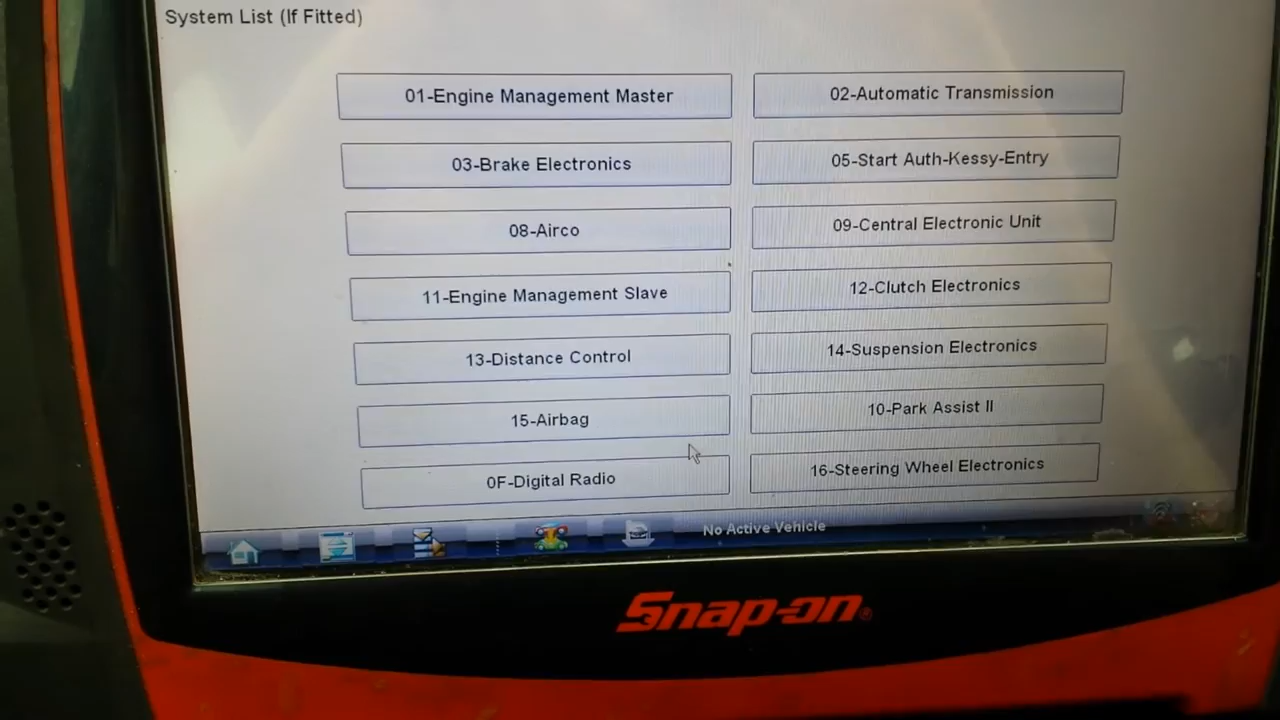 System List (If Fitted)
01-Engine Management Master
02-Automatic Transmission
03-Brake Electronics
05-Start Auth-Kessy-Entry
08-Airco
09-Central Electronic Unit
11-Engine Management Slave
12-Clutch Electronics
13-Distance Control
14-Suspension Electronics
15-Airbag
10-Park Assist II
0F-Digital Radio
16-Steering Wheel Electronics
No Active Vehicle
Snap-on®